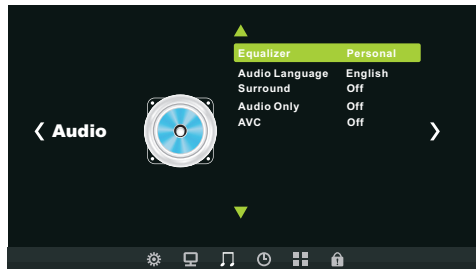 Equalizer Personal
Audio Language English
Surround Off
Audio Only Off
AVC Off
Audio